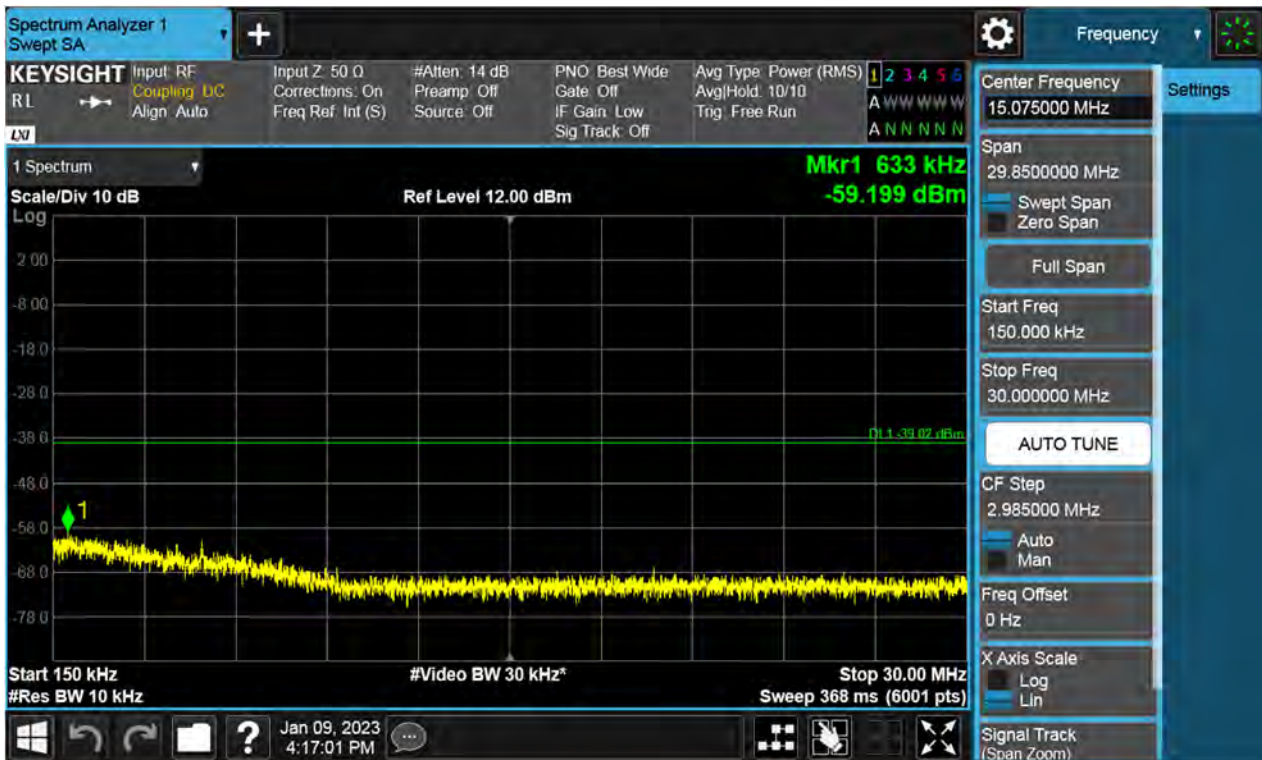 Spectrum Analyzer 1
Swept SA
+
Frequency
KEYSIGHT
RL
LXI
Input: RF
Coupling: DC
Align: Auto
Input Z: 50 Ω
Corrections: On
Freq Ref: Int (S)
#Atten: 14 dB
Preamp: Off
Source: Off
PNO: Best Wide
Gate: Off
IF Gain: Low
Sig Track: Off
Avg Type: Power (RMS)
Avg|Hold: 10/10
Trig: Free Run
1 2 3 4 5 6
A W W W W W
A N N N N N
1 Spectrum
Scale/Div 10 dB
Ref Level 12.00 dBm
Mkr1 633 kHz
-59.199 dBm
Log
2.00
-8.00
-18.0
-28.0
-38.0
-48.0
-58.0
-68.0
-78.0
DL1 -39.02 dBm
1
Start 150 kHz
#Video BW 30 kHz*
Stop 30.00 MHz
#Res BW 10 kHz
Sweep 368 ms (6001 pts)
?
Jan 09, 2023
4:17:01 PM
Center Frequency
15.075000 MHz
Settings
Span
29.8500000 MHz
Swept Span
Zero Span
Full Span
Start Freq
150.000 kHz
Stop Freq
30.000000 MHz
AUTO TUNE
CF Step
2.985000 MHz
Auto
Man
Freq Offset
0 Hz
X Axis Scale
Log
Lin
Signal Track
(Span Zoom)